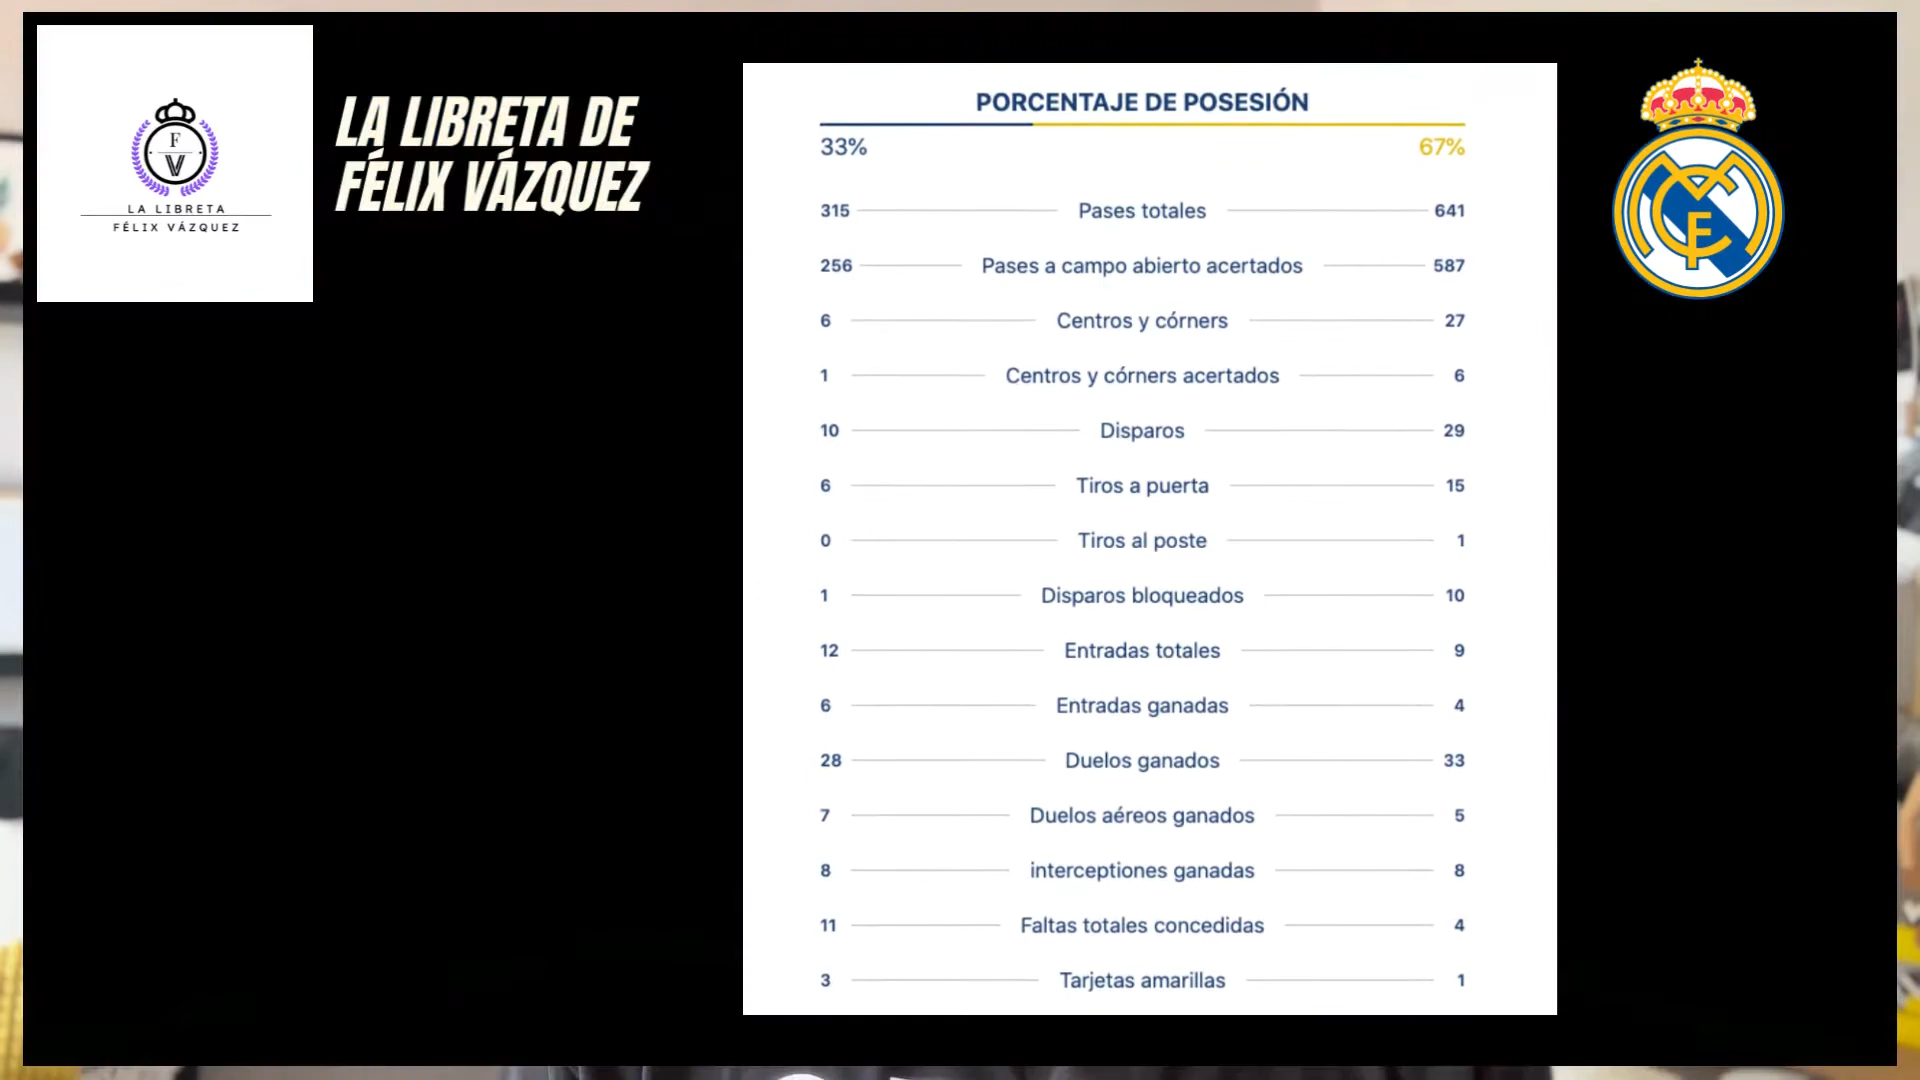 F
V
LA LIBRETA
FÉLIX VÁZQUEZ
LA LIBRETA DE
FÉLIX VÁZQUEZ
PORCENTAJE DE POSESIÓN
33% 67%
315 Pases totales 641
256 Pases a campo abierto acertados 587
6 Centros y córners 27
1 Centros y córners acertados 6
10 Disparos 29
6 Tiros a puerta 15
0 Tiros al poste 1
1 Disparos bloqueados 10
12 Entradas totales 9
6 Entradas ganadas 4
28 Duelos ganados 33
7 Duelos aéreos ganados 5
8 interceptiones ganadas 8
11 Faltas totales concedidas 4
3 Tarjetas amarillas 1